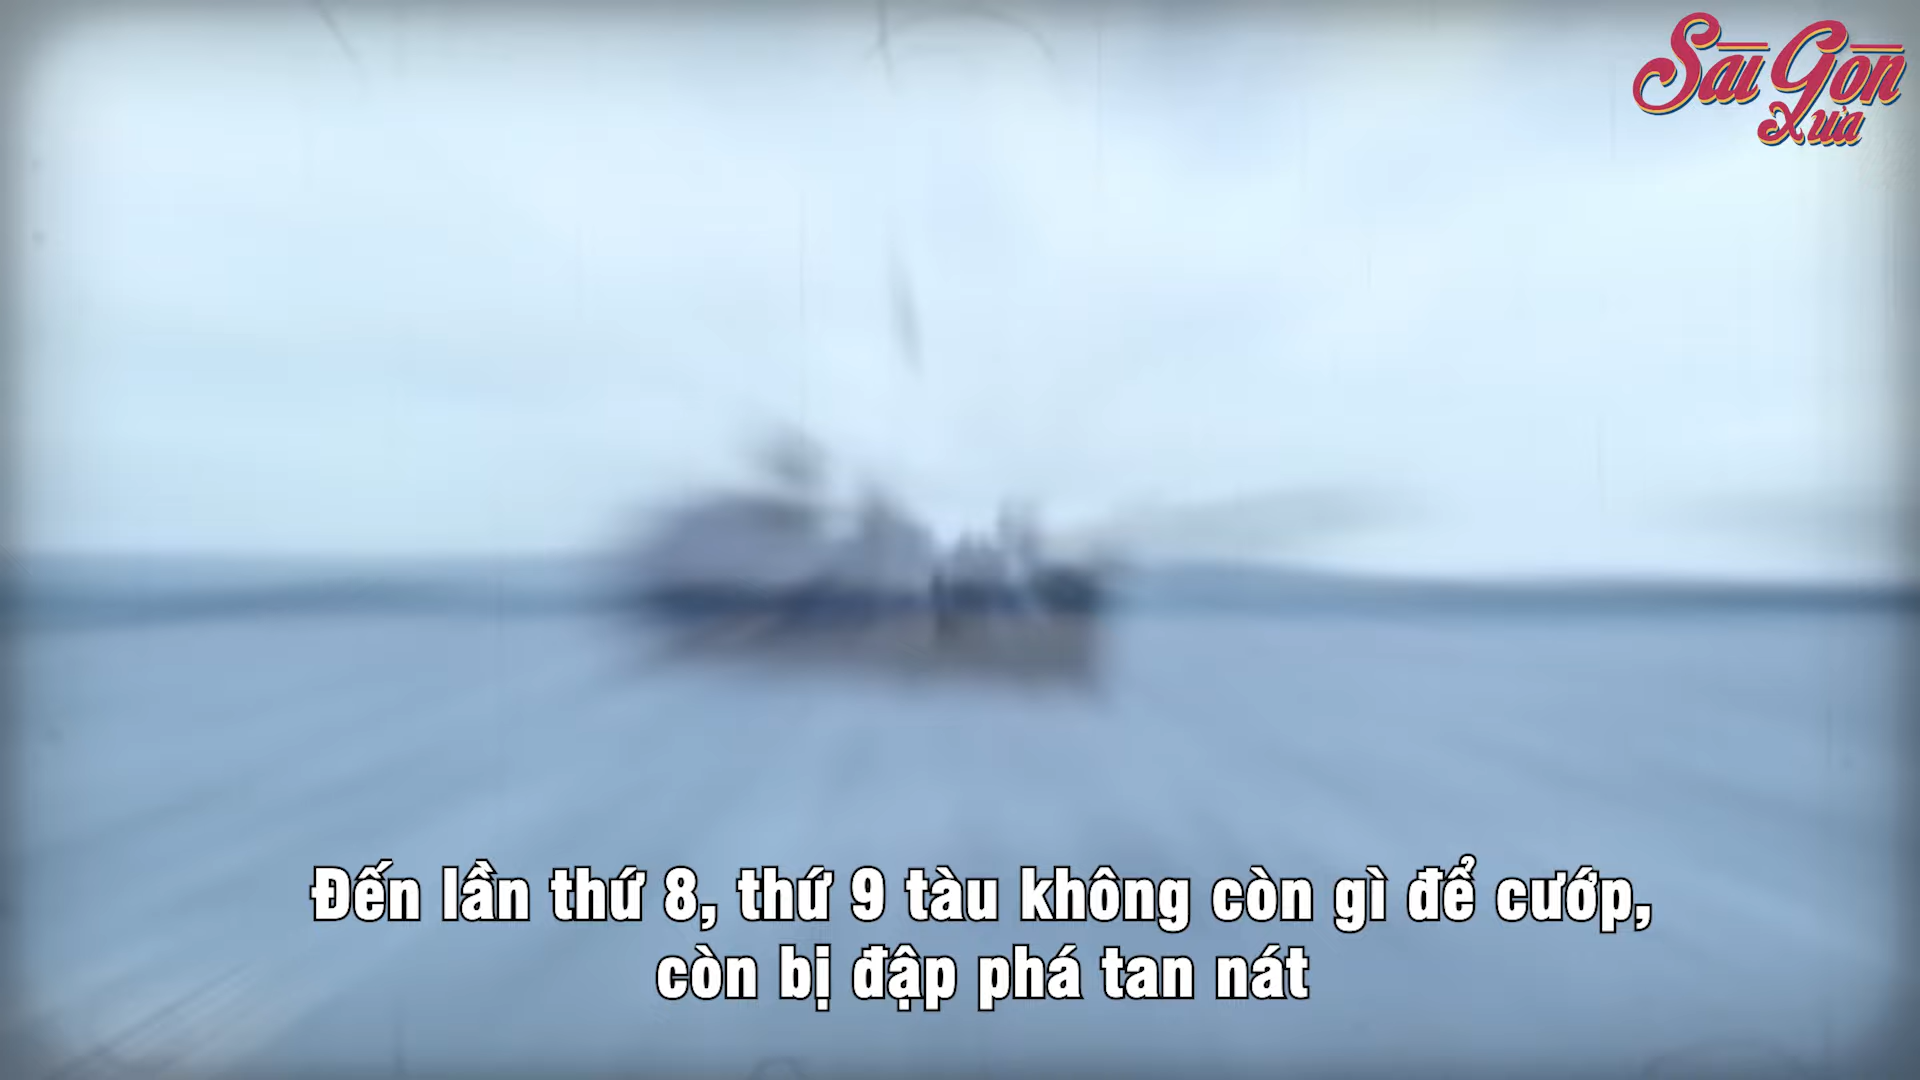 Sài Gòn
Xưa
Đến lần thứ 8, thứ 9 tàu không còn gì để cướp,
còn bị đập phá tan nát